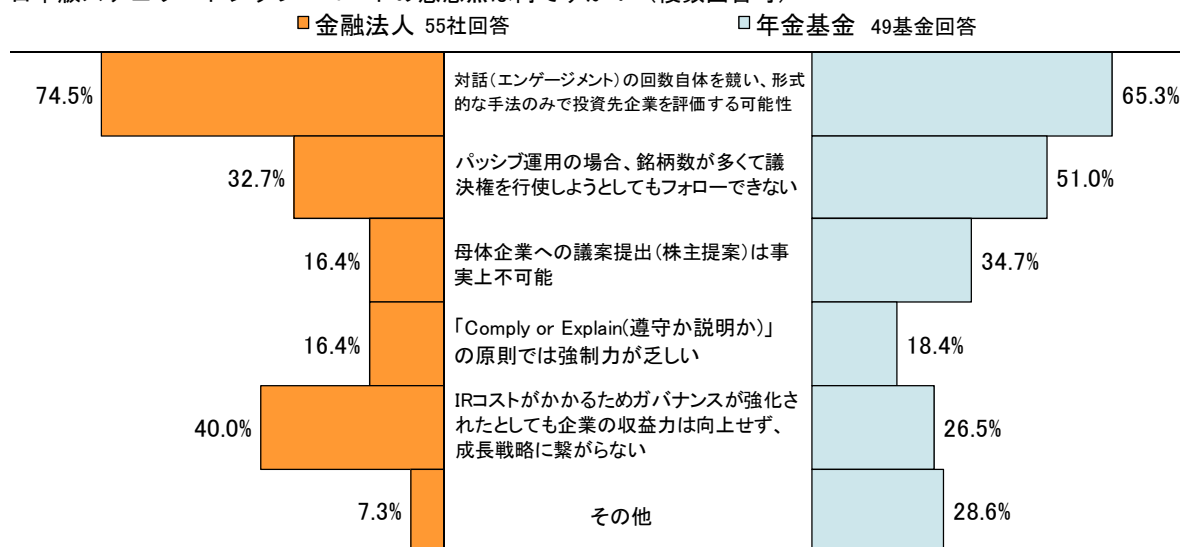 金融法人 55社回答
年金基金 49基金回答
74.5%
対話(エンゲージメント)の回数自体を競い、形式
的な手法のみで投資先企業を評価する可能性
65.3%
32.7%
パッシブ運用の場合、銘柄数が多くて議
決権を行使しようとしてもフォローできない
51.0%
16.4%
母体企業への議案提出(株主提案)は事
実上不可能
34.7%
16.4%
「Comply or Explain(遵守か説明か)」
の原則では強制力が乏しい
18.4%
40.0%
IRコストがかかるためガバナンスが強化さ
れたとしても企業の収益力は向上せず、
成長戦略に繋がらない
26.5%
7.3%
その他
28.6%